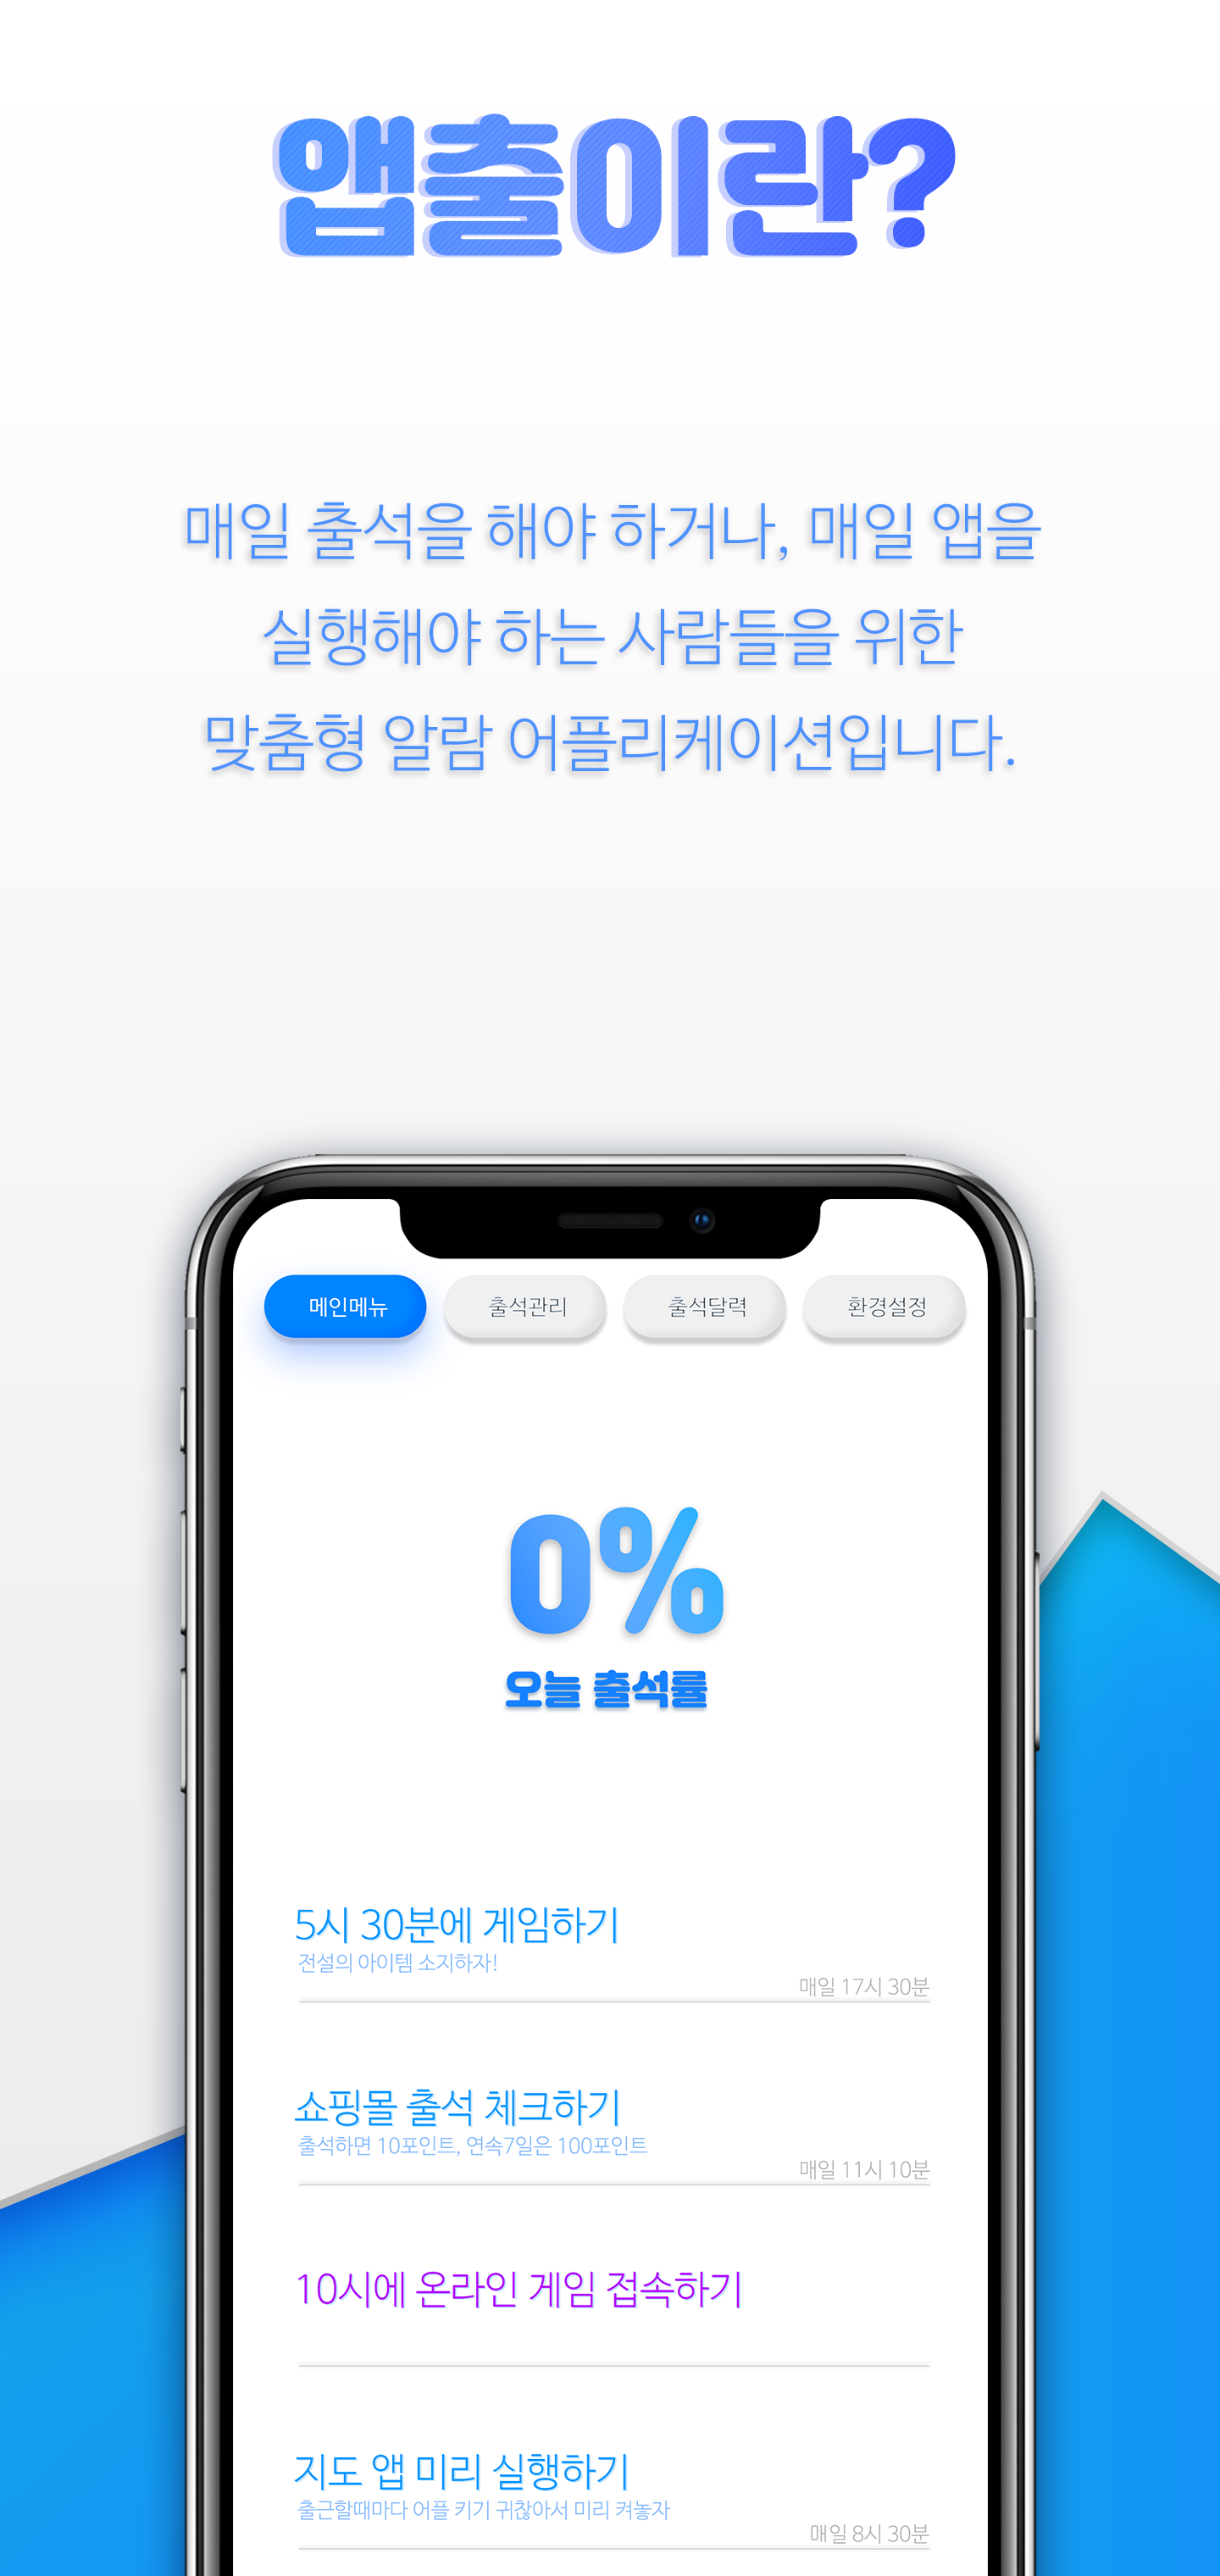 앱출이란?
매일 출석을 해야 하거나, 매일 앱을
실행해야 하는 사람들을 위한
맞춤형 알람 어플리케이션입니다.
메인메뉴 출석관리 출석달력 환경설정
0%
오늘 출석률
5시 30분에 게임하기
전설의 아이템 소지하자!
매일 17시 30분
쇼핑몰 출석 체크하기
출석하면 10포인트, 연속7일은 100포인트
매일 11시 10분
10시에 온라인 게임 접속하기
지도 앱 미리 실행하기
출근할때마다 어플 키기 귀찮아서 미리 켜놓자
매일 8시 30분